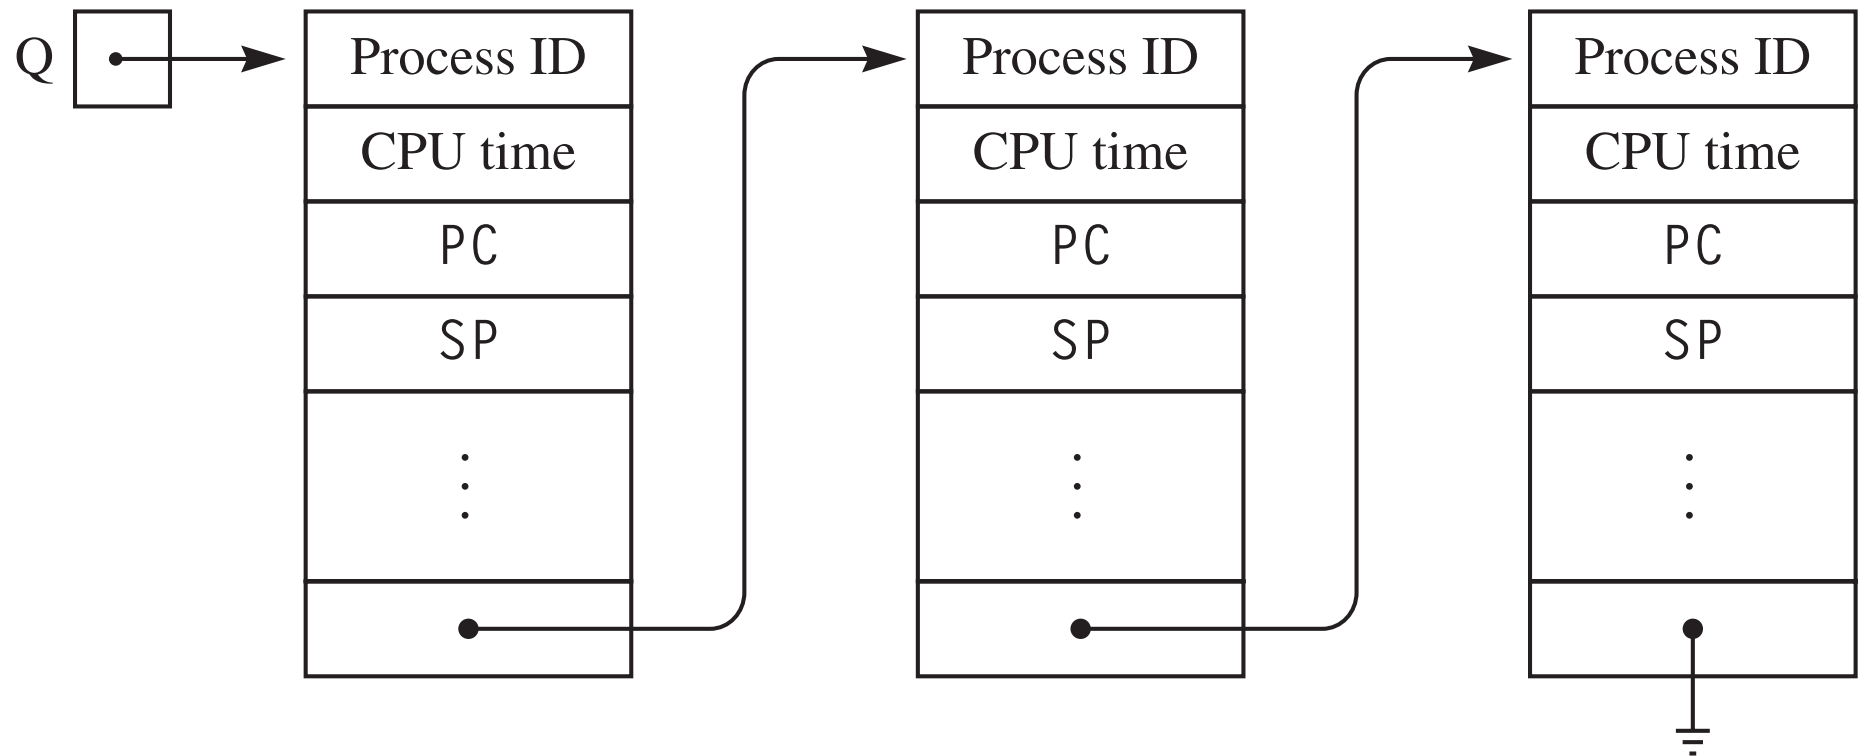 Q
Process ID
CPU time
PC
SP
Process ID
CPU time
PC
SP
Process ID
CPU time
PC
SP